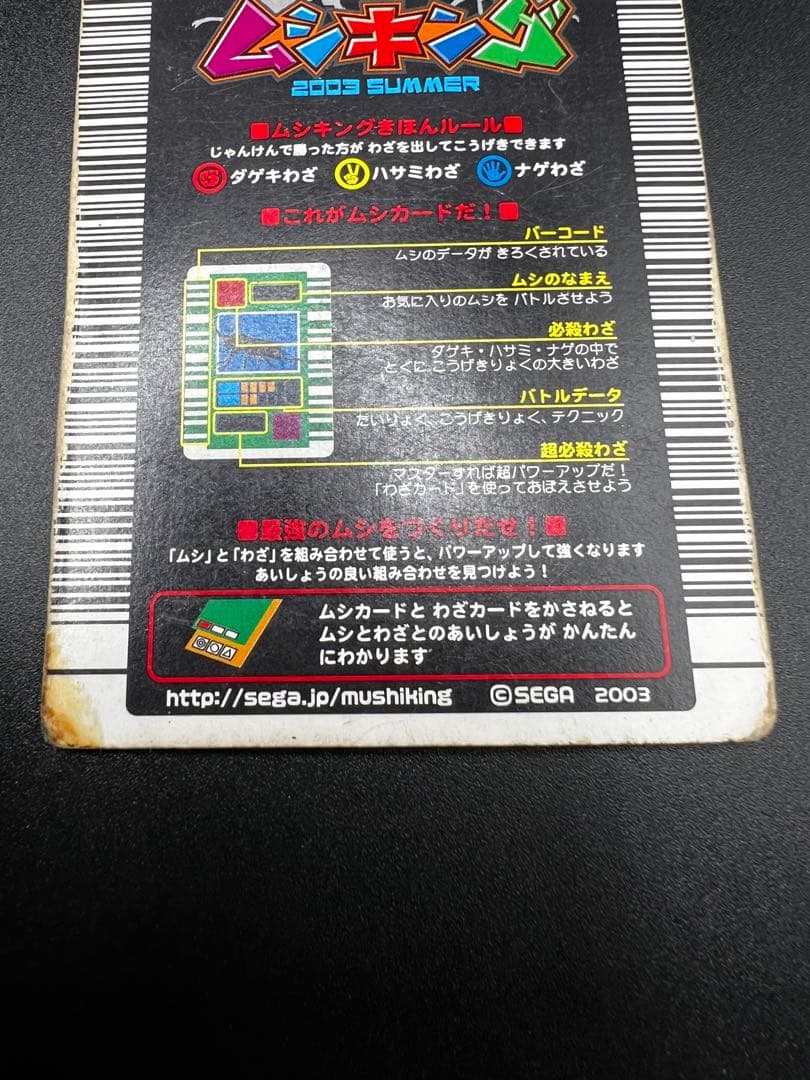 ムシキング
2003 SUMMER
■ムシキングきほんルール■
じゃんけんで勝った方が わざを出してこうげきできます
ダゲキわざ ハサミわざ ナゲわざ
■これがムシカードだ！■
バーコード
ムシのデータが きろくされている
ムシのなまえ
お気に入りのムシを バトルさせよう
必殺わざ
ダゲキ・ハサミ・ナゲの中で
とくに こうげきりょくの大きいわざ
バトルデータ
たいりょく、こうげきりょく、テクニック
超必殺わざ
マスターすれば超パワーアップだ！
「わざカード」を使っておぼえさせよう
■最強のムシをつくりだせ！■
「ムシ」と「わざ」を組み合わせて使うと、パワーアップして強くなります
あいしょうの良い組み合わせを見つけよう！
ムシカードと わざカードをかさねると
ムシとわざとのあいしょうが かんたん
にわかります
http://sega.jp/mushiking ©SEGA 2003